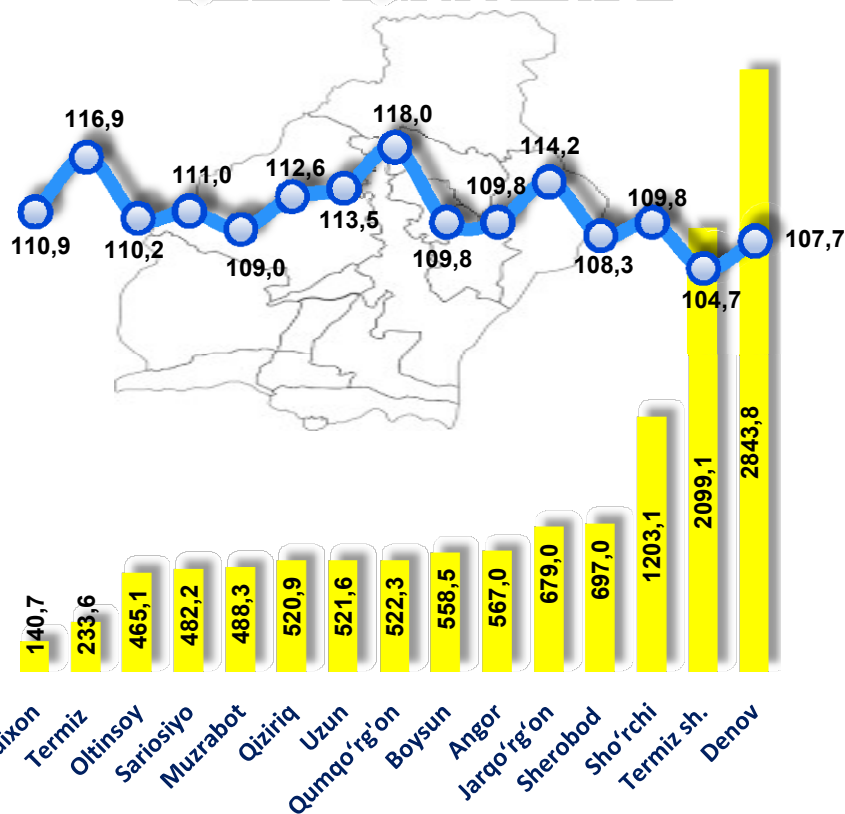 118,0
116,9
114,2
111,0
112,6
109,8
109,8
110,9
110,2
109,0
113,5
109,8
108,3
104,7
107,7
140,7
233,6
465,1
482,2
488,3
520,9
521,6
522,3
558,5
567,0
679,0
697,0
1203,1
2099,1
2843,8
Termiz
Oltinsoy
Sariosiyo
Muzrabot
Qiziriq
Uzun
Qumqo‘rg'on
Boysun
Angor
Jarqo‘rg‘on
Sherobod
Sho‘rchi
Termiz sh.
Denov